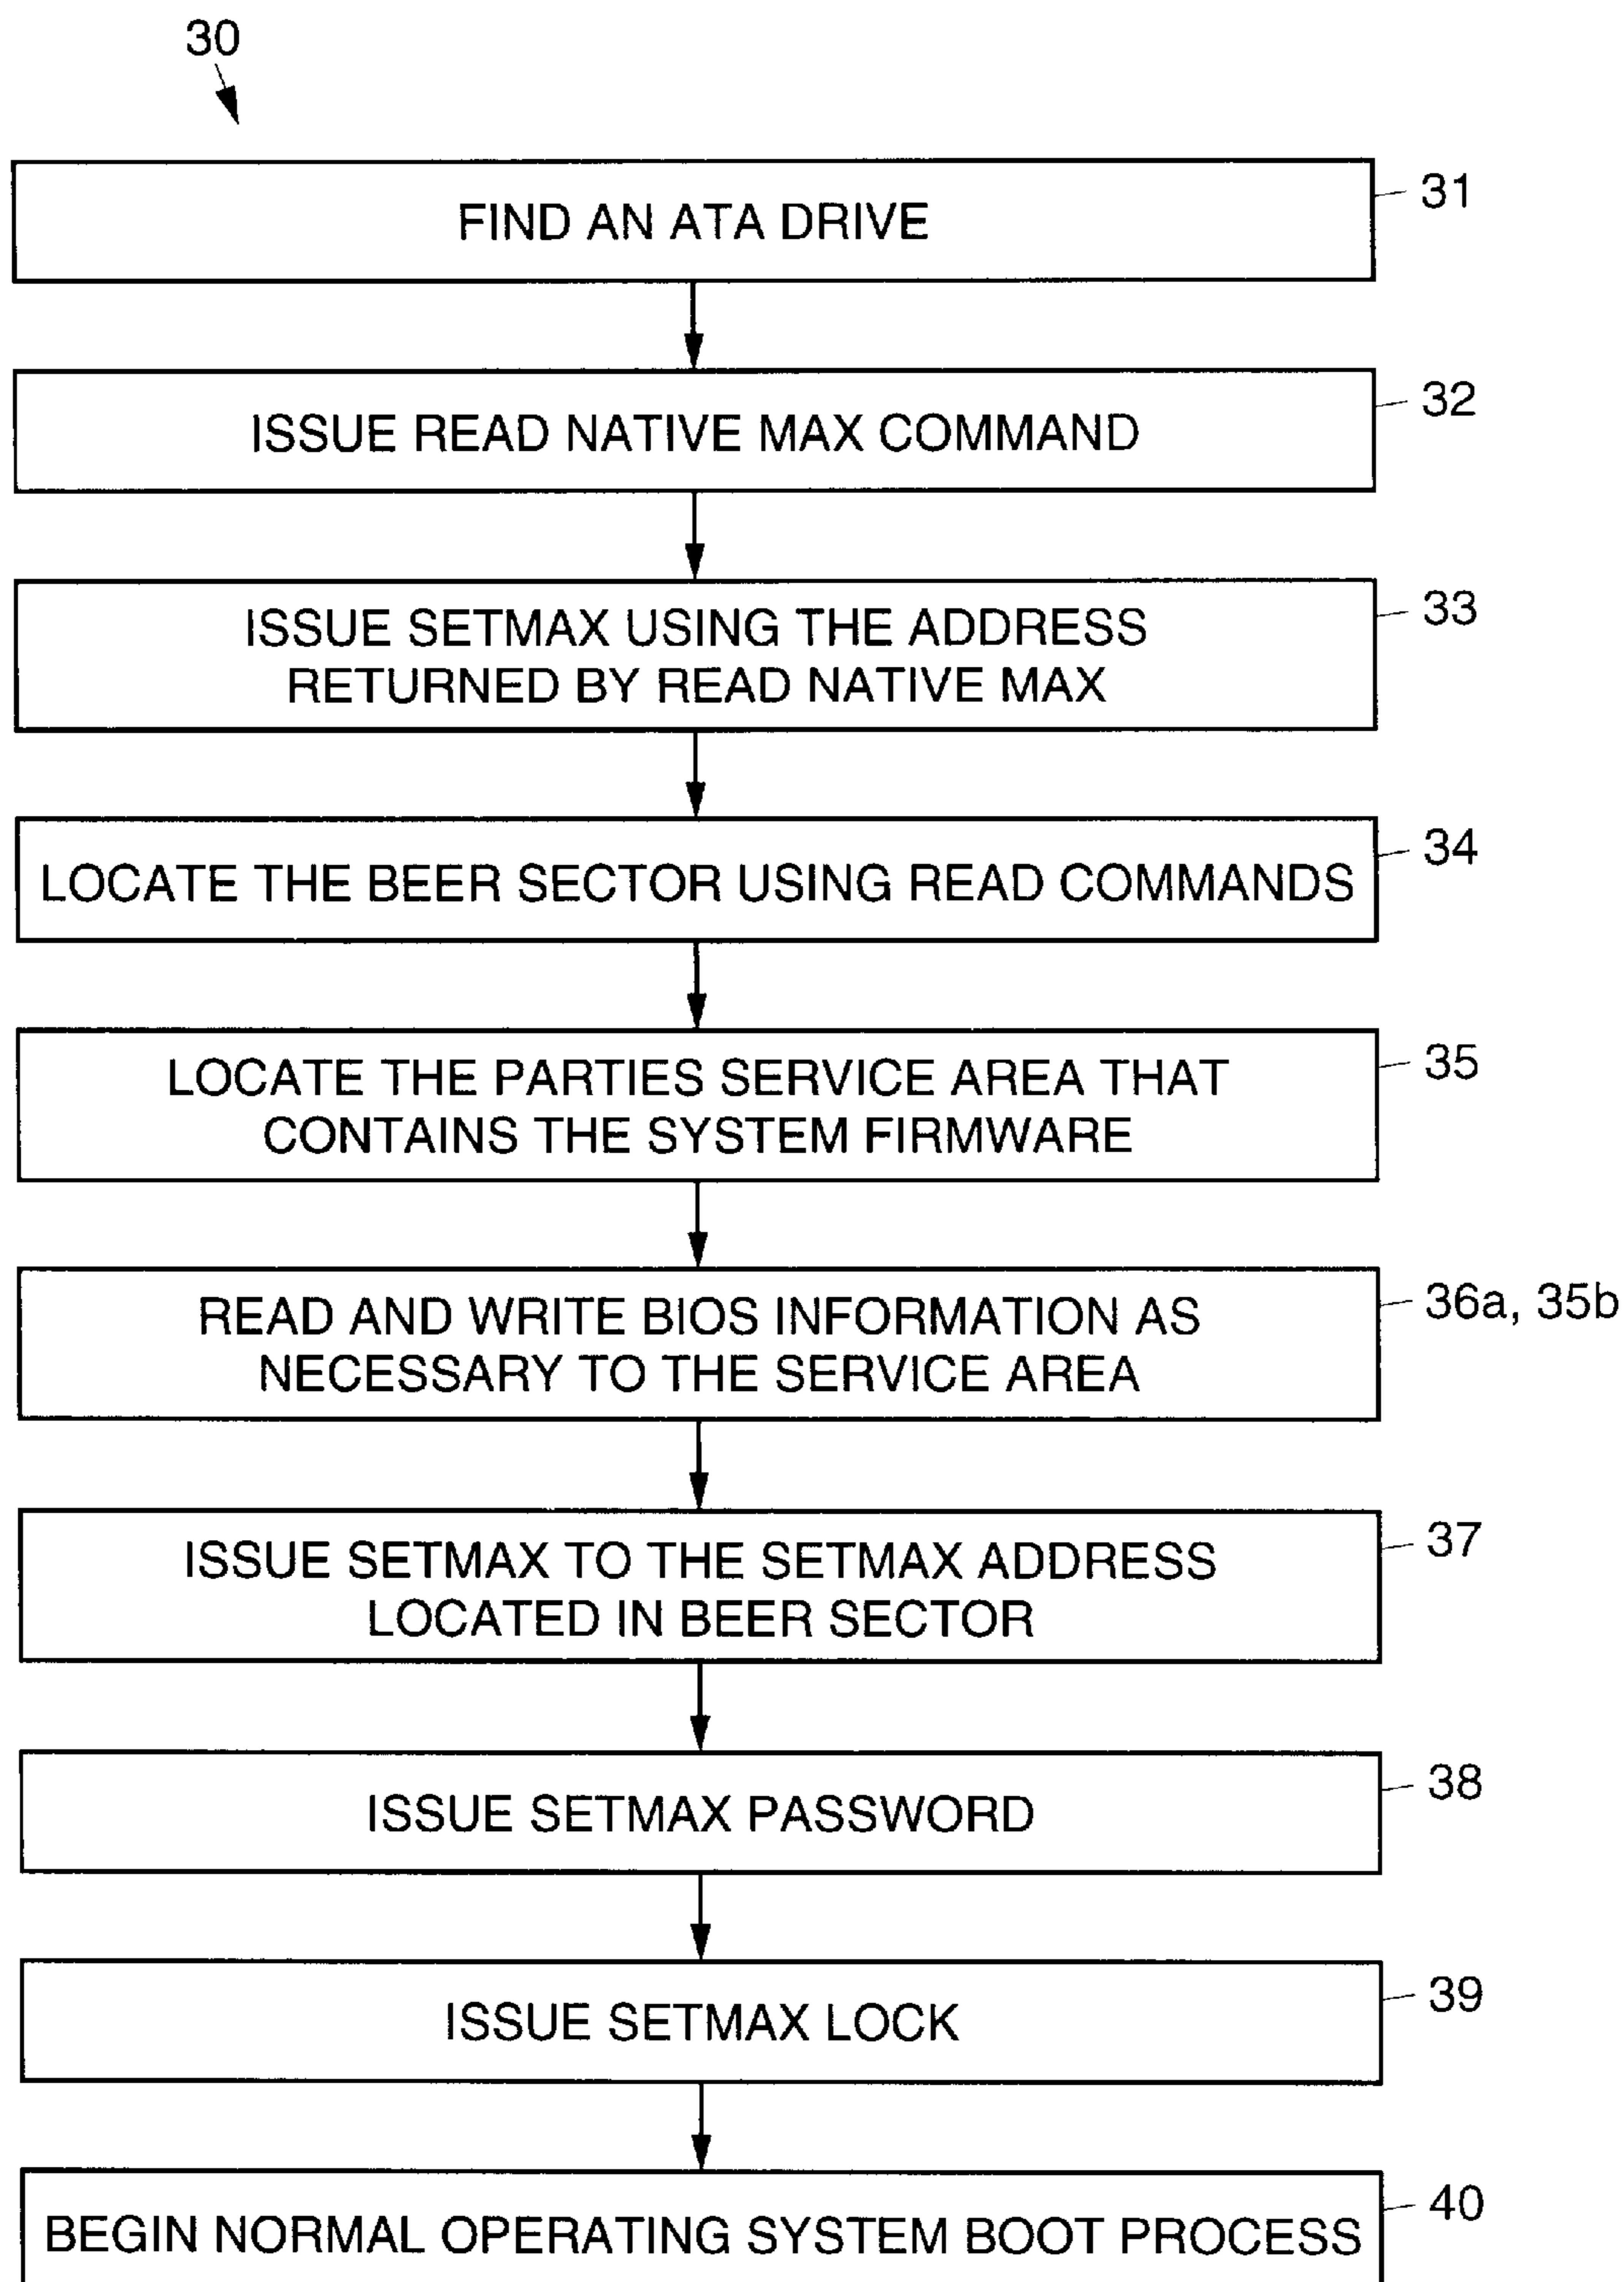 30
FIND AN ATA DRIVE
31
ISSUE READ NATIVE MAX COMMAND
32
ISSUE SETMAX USING THE ADDRESS
RETURNED BY READ NATIVE MAX
33
LOCATE THE BEER SECTOR USING READ COMMANDS
34
LOCATE THE PARTIES SERVICE AREA THAT
CONTAINS THE SYSTEM FIRMWARE
35
READ AND WRITE BIOS INFORMATION AS
NECESSARY TO THE SERVICE AREA
36a, 35b
ISSUE SETMAX TO THE SETMAX ADDRESS
LOCATED IN BEER SECTOR
37
ISSUE SETMAX PASSWORD
38
ISSUE SETMAX LOCK
39
BEGIN NORMAL OPERATING SYSTEM BOOT PROCESS
40